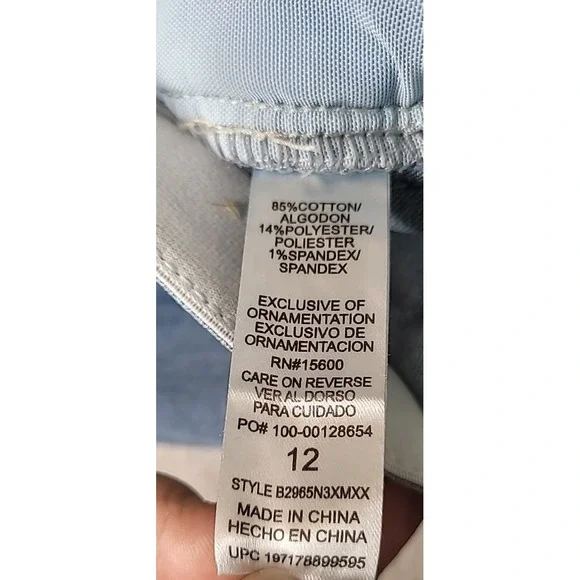 85%COTTON/
ALGODON
14%POLYESTER/
POLIESTER
1%SPANDEX/
SPANDEX
EXCLUSIVE OF
ORNAMENTATION
EXCLUSIVO DE
ORNAMENTACION
RN#15600
CARE ON REVERSE
VER AL DORSO
PARA CUIDADO
PO# 100-00128654
12
STYLE B2965N3XMXX
MADE IN CHINA
HECHO EN CHINA
UPC 197178899595